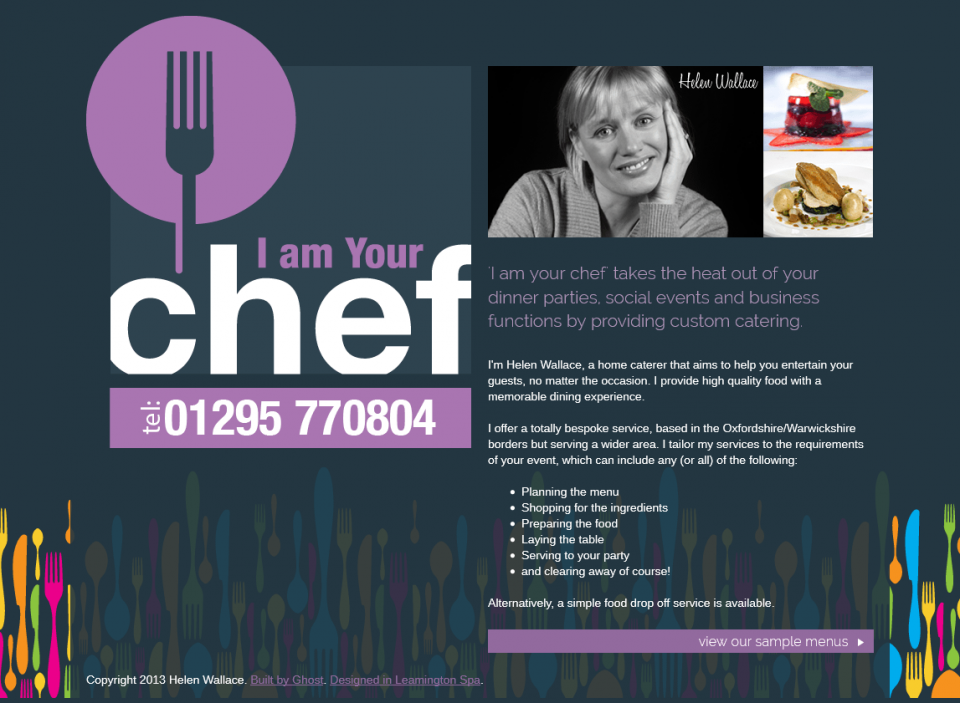 I am Your
chef
tel: 01295 770804
Helen Wallace
'I am your chef' takes the heat out of your
dinner parties, social events and business
functions by providing custom catering.
I'm Helen Wallace, a home caterer that aims to help you entertain your
guests, no matter the occasion. I provide high quality food with a
memorable dining experience.
I offer a totally bespoke service, based in the Oxfordshire/Warwickshire
borders but serving a wider area. I tailor my services to the requirements
of your event, which can include any (or all) of the following:
• Planning the menu
• Shopping for the ingredients
• Preparing the food
• Laying the table
• Serving to your party
• and clearing away of course!
Alternatively, a simple food drop off service is available.
view our sample menus
Copyright 2013 Helen Wallace. Built by Ghost. Designed in Leamington Spa.